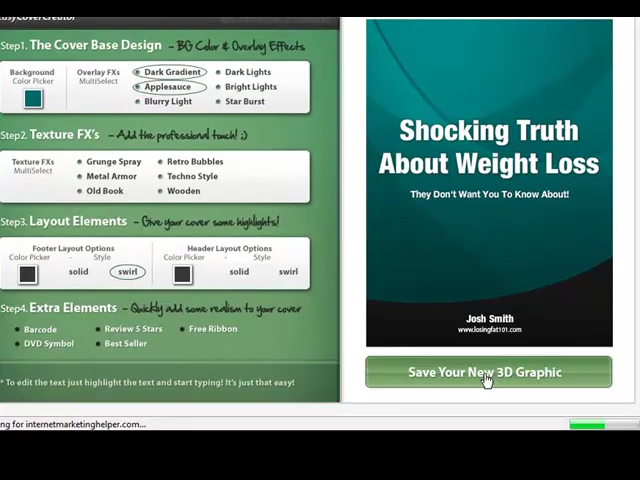 EasyCoverCreator
Step1. The Cover Base Design - BG Color & Overlay Effects
Background
Color Picker
Overlay FXs
MultiSelect
Dark Gradient
Dark Lights
Applesauce
Bright Lights
Blurry Light
Star Burst
Step2. Texture FX's - Add the professional touch! ;)
Texture FXs
MultiSelect
Grunge Spray
Retro Bubbles
Metal Armor
Techno Style
Old Book
Wooden
Step3. Layout Elements - Give your cover some highlights!
Footer Layout Options
Color Picker - Style
solid
swirl
Header Layout Options
Color Picker - Style
solid
swirl
Step4. Extra Elements - Quickly add some realism to your cover
Barcode
Review 5 Stars
Free Ribbon
DVD Symbol
Best Seller
* To edit the text just highlight the text and start typing! It's just that easy!
Shocking Truth
About Weight Loss
They Don't Want You To Know About!
Josh Smith
www.losingfat101.com
Save Your New 3D Graphic
ng for internetmarketinghelper.com...